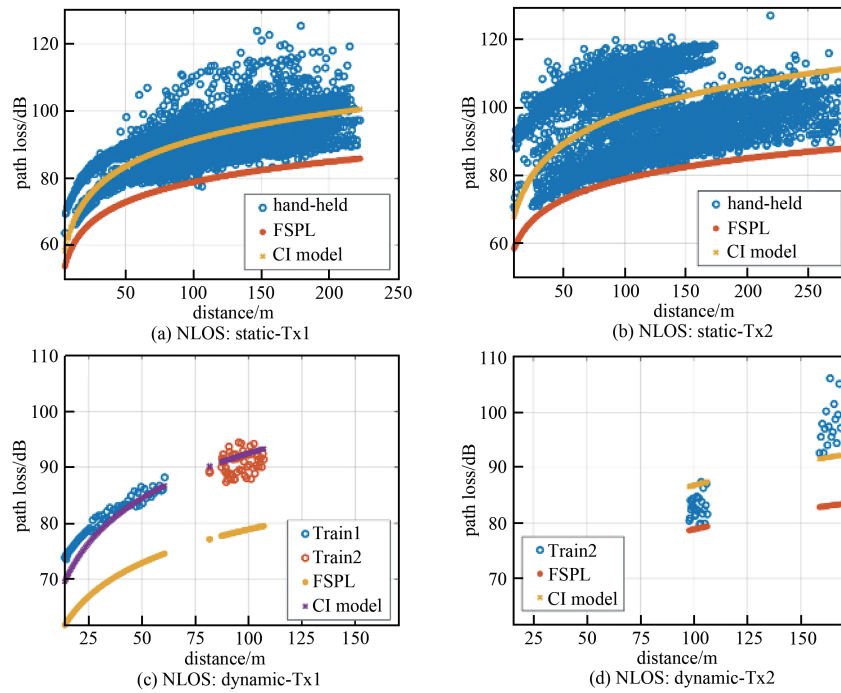 path loss/dB
120
100
80
60
hand-held
FSPL
CI model
50 100 150 200 250
distance/m
(a) NLOS: static-Tx1
path loss/dB
120
100
80
60
hand-held
FSPL
CI model
50 100 150 200 250
distance/m
(b) NLOS: static-Tx2
path loss/dB
110
100
90
80
70
Train1
Train2
FSPL
CI model
25 50 75 100 125 150
distance/m
(c) NLOS: dynamic-Tx1
path loss/dB
100
90
80
70
Train2
FSPL
CI model
25 50 75 100 125 150
distance/m
(d) NLOS: dynamic-Tx2